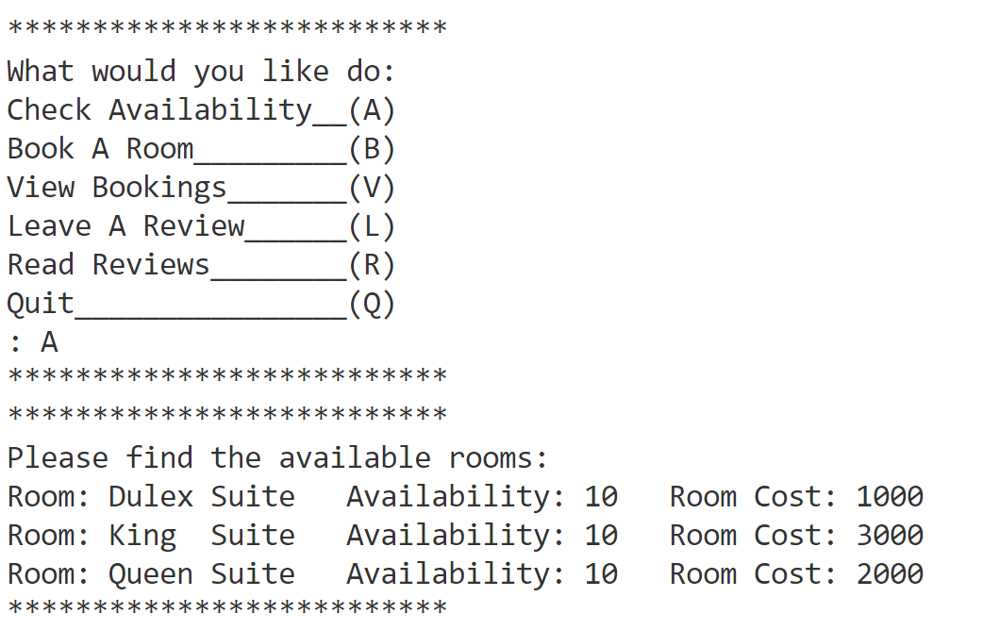 **************************
What would you like do:
Check Availability__(A)
Book A Room_________(B)
View Bookings_______(V)
Leave A Review______(L)
Read Reviews________(R)
Quit________________(Q)
: A
**************************
**************************
Please find the available rooms:
Room: Dulex Suite   Availability: 10   Room Cost: 1000
Room: King  Suite   Availability: 10   Room Cost: 3000
Room: Queen Suite   Availability: 10   Room Cost: 2000
**************************